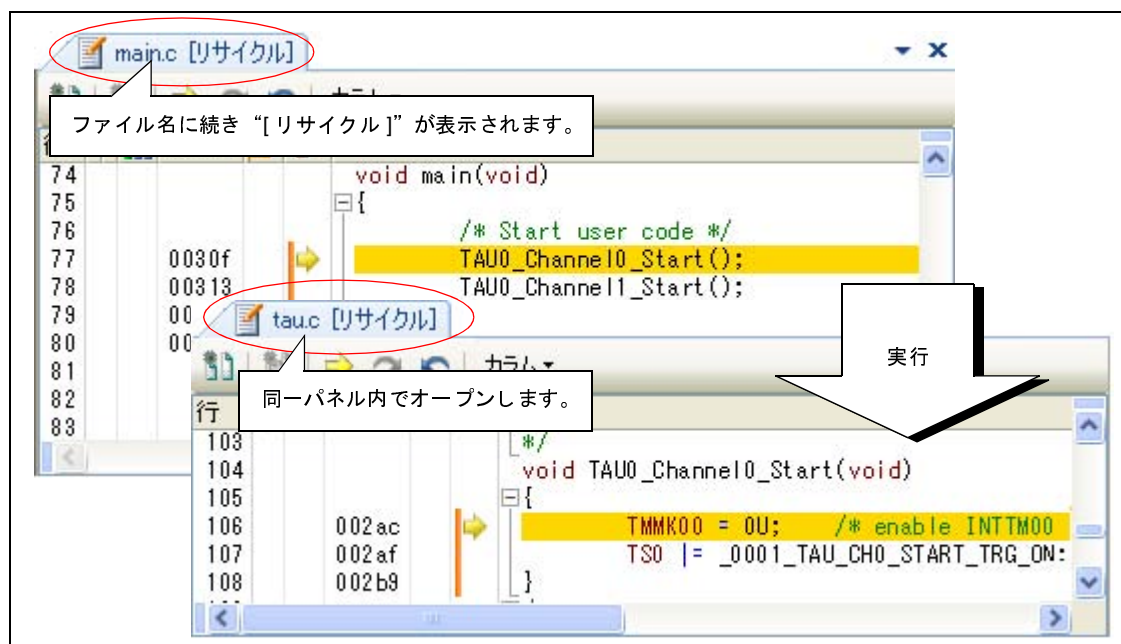 main.c [リサイクル]
ファイル名に続き“[リサイクル]”が表示されます。
74 void main(void)
75 {
76 /* Start user code */
77 0030f TAU0_Channel0_Start();
78 00313 TAU0_Channel1_Start();
79 00
80 00
81
82
83
実行
tau.c [リサイクル]
カラム
同一パネル内でオープンします。
行
103 */
104 void TAU0_Channel0_Start(void)
105 {
106 002ac TMMK00 = 0U; /* enable INTTM00
107 002af TS0 |= _0001_TAU_CH0_START_TRG_ON:
108 002b9 }